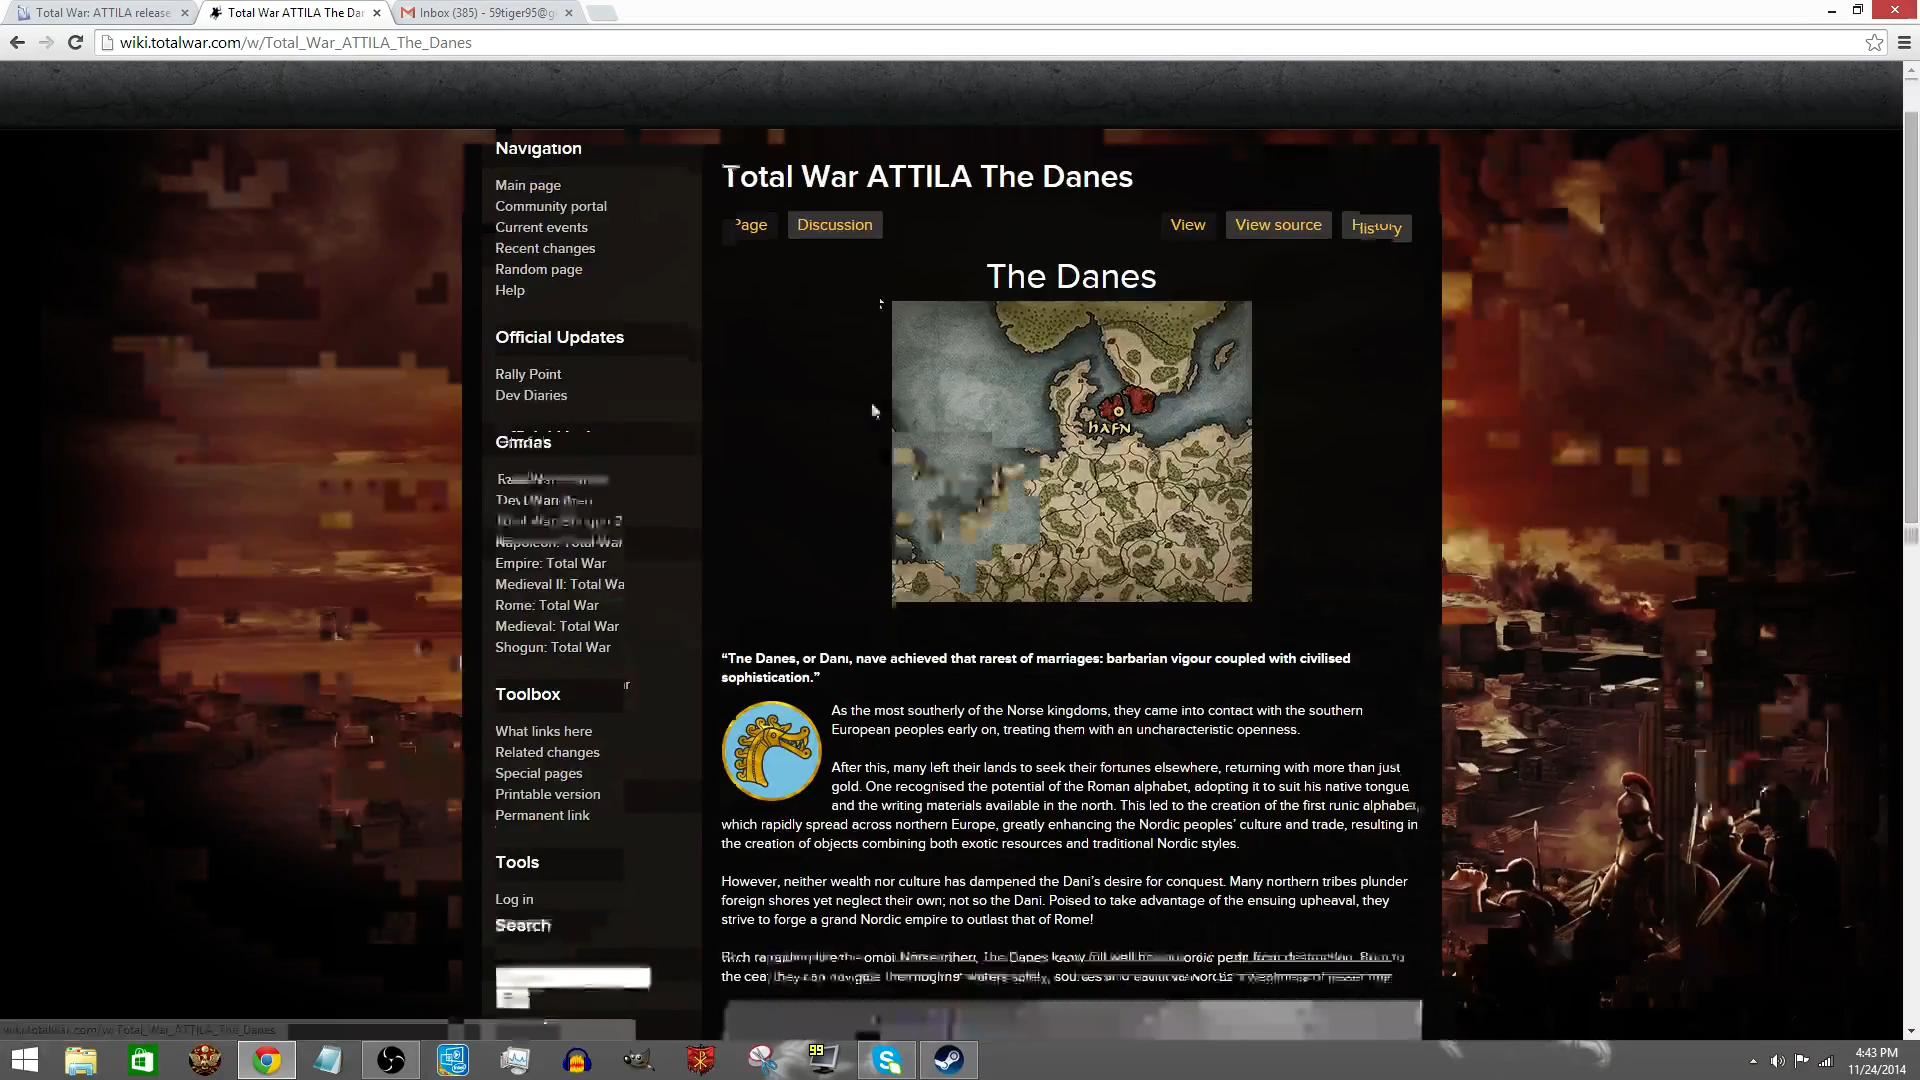 Total War: ATTILA release
Total War ATTILA The Dan
Inbox (385) - 59tiger95@g
wiki.totalwar.com/w/Total_War_ATTILA_The_Danes
Navigation
Main page
Community portal
Current events
Recent changes
Random page
Help
Official Updates
Rally Point
Dev Diaries
Empire: Total War
Medieval II: Total Wa
Rome: Total War
Medieval: Total War
Shogun: Total War
Toolbox
What links here
Related changes
Special pages
Printable version
Permanent link
Tools
Log in
Search
Total War ATTILA The Danes
Page
Discussion
View
View source
History
The Danes
HAFN
“The Danes, or Dani, have achieved that rarest of marriages: barbarian vigour coupled with civilised
sophistication.”
As the most southerly of the Norse kingdoms, they came into contact with the southern
European peoples early on, treating them with an uncharacteristic openness.
After this, many left their lands to seek their fortunes elsewhere, returning with more than just
gold. One recognised the potential of the Roman alphabet, adopting it to suit his native tongue
and the writing materials available in the north. This led to the creation of the first runic alphabet,
which rapidly spread across northern Europe, greatly enhancing the Nordic peoples’ culture and trade, resulting in
the creation of objects combining both exotic resources and traditional Nordic styles.
However, neither wealth nor culture has dampened the Dani’s desire for conquest. Many northern tribes plunder
foreign shores yet neglect their own; not so the Dani. Poised to take advantage of the ensuing upheaval, they
strive to forge a grand Nordic empire to outlast that of Rome!
wiki.totalwar.com/w/Total_War_ATTILA_The_Danes
99
4:43 PM
11/24/2014